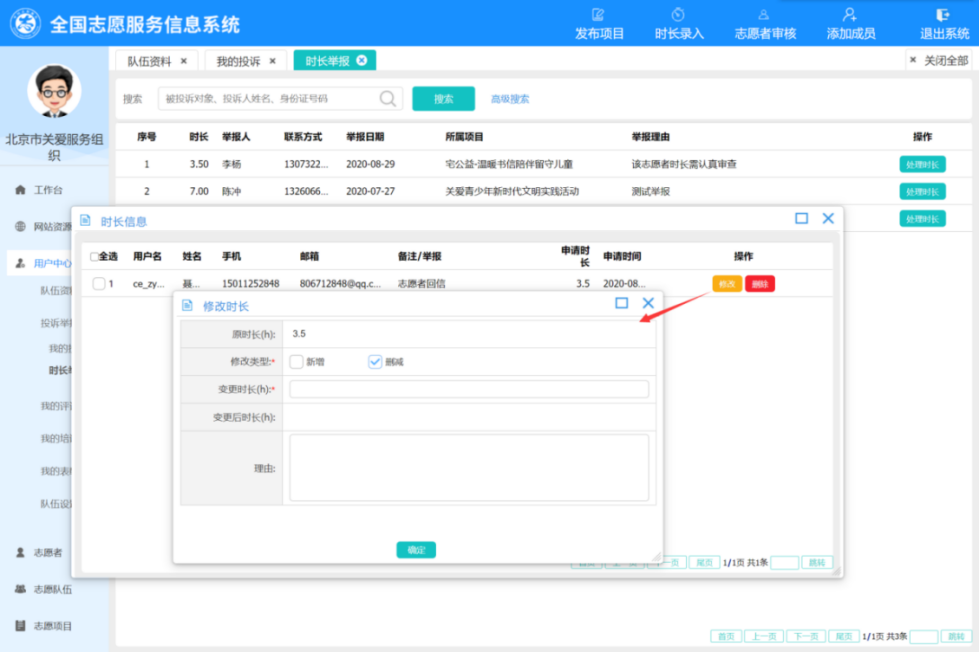 全国志愿服务信息系统
发布项目 时长录入 志愿者审核 添加成员 退出系统
队伍资料 × 我的投诉 × 时长举报 × × 关闭全部
北京市关爱服务组织
搜索 被投诉对象、投诉人姓名、身份证号码 搜索 高级搜索
序号 时长 举报人 联系方式 举报日期 所属项目 举报理由 操作
1 3.50 李杨 1307322... 2020-08-29 宅公益-温暖书信陪伴留守儿童 该志愿者时长需认真审查 处理时长
2 7.00 陈冲 1326066... 2020-07-27 关爱青少年新时代文明实践活动 测试举报 处理时长
处理时长
工作台
网站资源
用户中心
队伍资
投诉举
我的
时长
我的评
我的培
我的表
队伍设
志愿者
志愿队伍
志愿项目
时长信息
全选 用户名 姓名 手机 邮箱 备注/举报 申请时长 申请时间 操作
1 ce_zy... 聂... 15011252848 806712848@qq.c... 志愿者回信 3.5 2020-08... 修改 删除
修改时长
原时长(h): 3.5
修改类型:* 新增 删减
变更时长(h):*
变更后时长(h):
理由:
确定
首页 上一页 下一页 尾页 1/1页 共1条 跳转
首页 上一页 下一页 尾页 1/1页 共3条 跳转